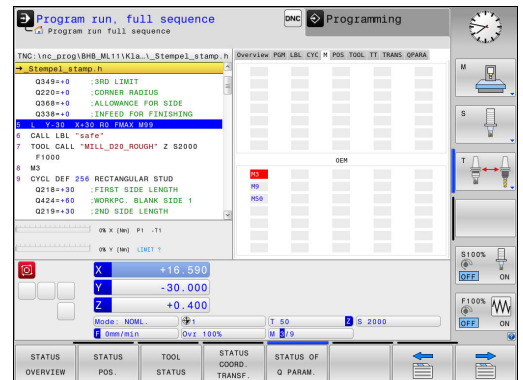 Program run, full sequence
DNC
Programming
Program run, full sequence
TNC:\nc_prog\BHB_ML11\Kla…\_Stempel_stamp.h
Overview PGM LBL CYC M POS TOOL TT TRANS QPARA
→_Stempel_stamp.h
Q349=+0 ;3RD LIMIT
Q220=+0 ;CORNER RADIUS
Q368=+0 ;ALLOWANCE FOR SIDE
Q338=+0 ;INFEED FOR FINISHING
5 L Y-30 X+30 R0 FMAX M99
6 CALL LBL "safe"
7 TOOL CALL "MILL_D20_ROUGH" Z S2000
F1000
8 M3
9 CYCL DEF 256 RECTANGULAR STUD
Q218=+30 ;FIRST SIDE LENGTH
Q424=+60 ;WORKPC. BLANK SIDE 1
Q219=+30 ;2ND SIDE LENGTH
OEM
M3
M9
M50
0% X [Nm] P1 -T1
0% Y [Nm] LIMIT ?
X +16.590
Y -30.000
Z +0.400
Mode: NOML. 1 T 50 Z S 2000
F 0mm/min Ovr 100% M 3/9
M
S
T
S100%
OFF ON
F100%
OFF ON
STATUS OVERVIEW
STATUS POS.
TOOL STATUS
STATUS COORD. TRANSF.
STATUS OF Q PARAM.